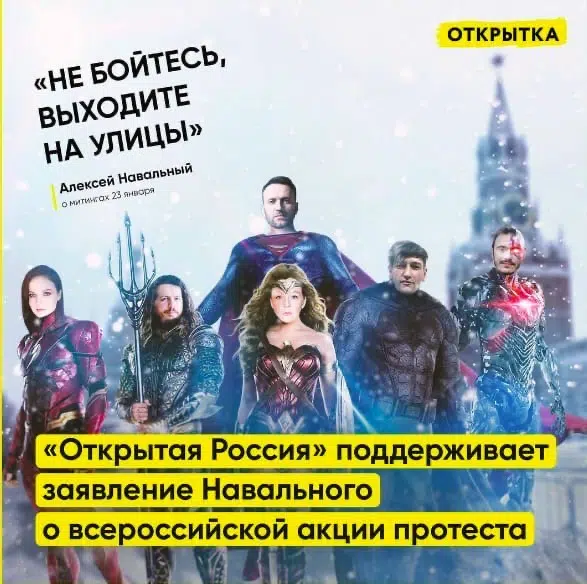 ОТКРЫТКА
«НЕ БОЙТЕСЬ,
ВЫХОДИТЕ
НА УЛИЦЫ»
Алексей Навальный
о митингах 23 января
«Открытая Россия» поддерживает
заявление Навального
о всероссийской акции протеста